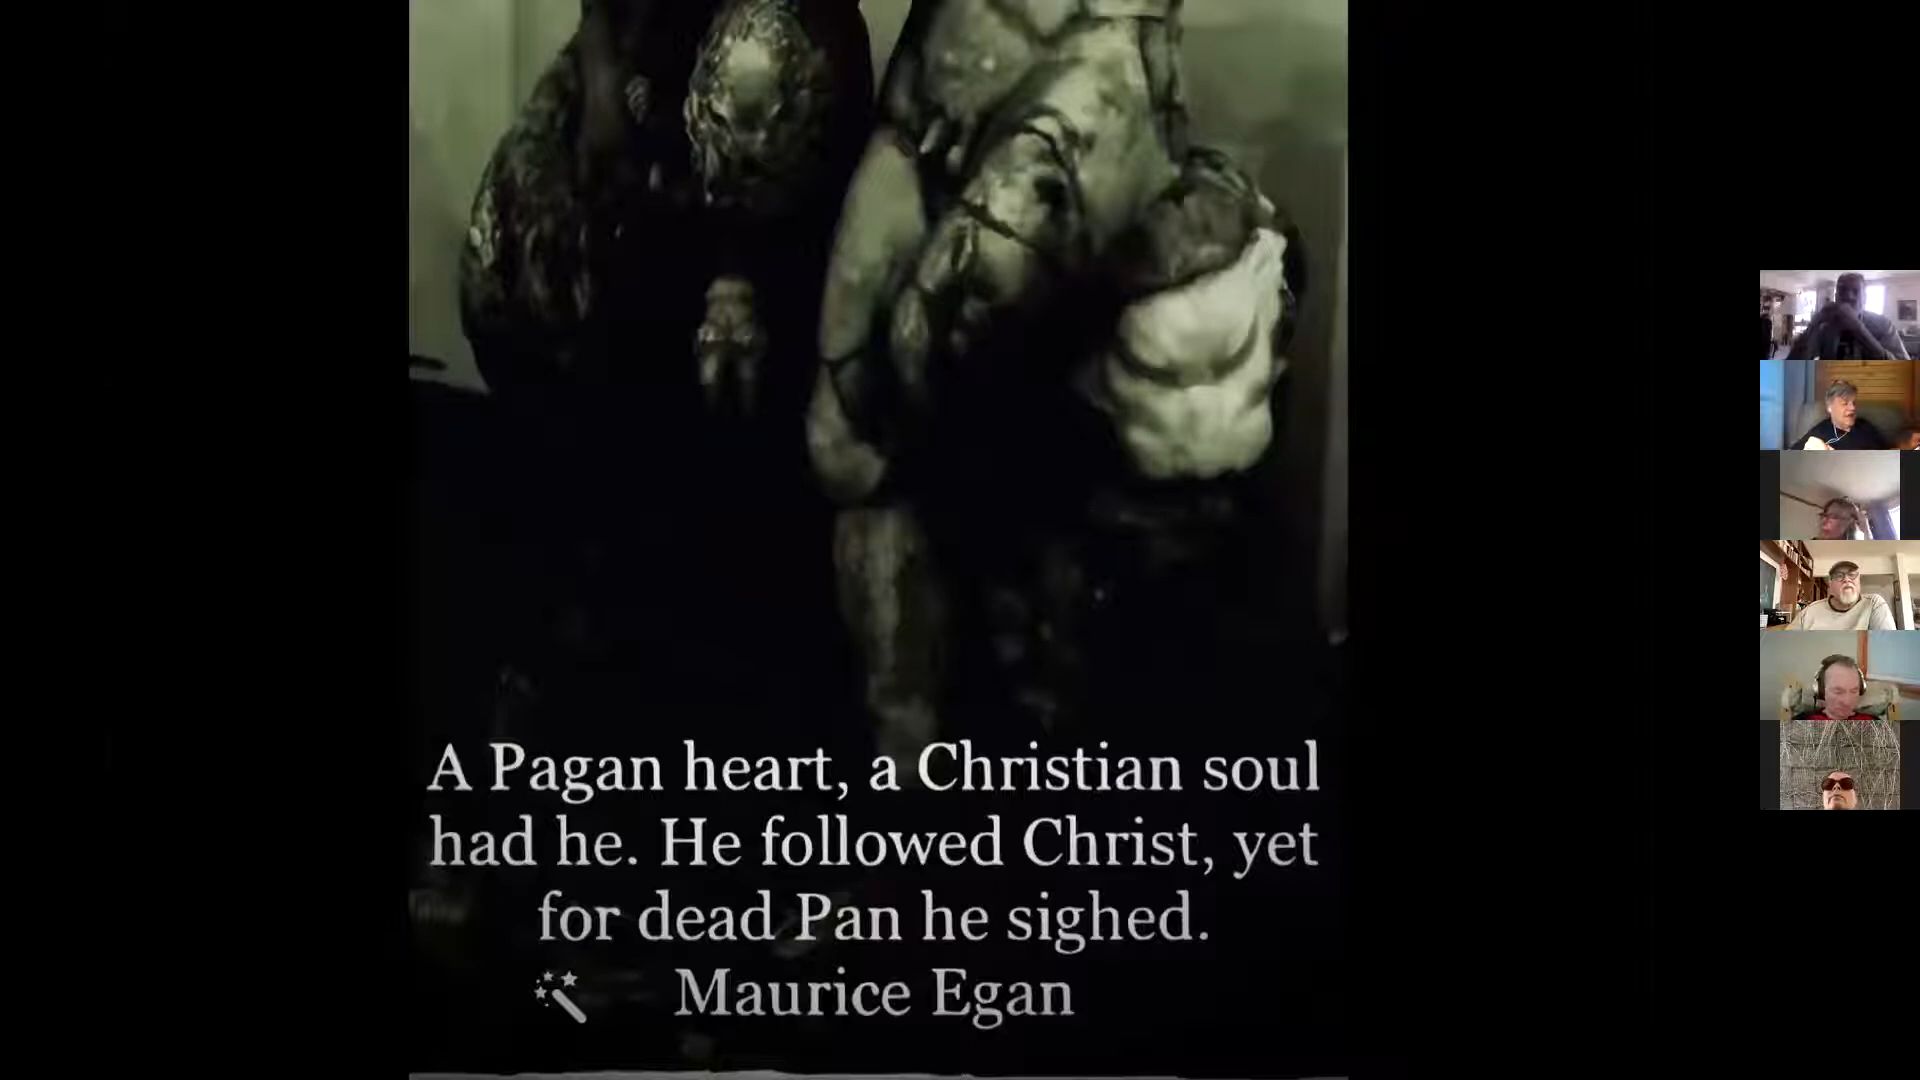 A Pagan heart, a Christian soul
had he. He followed Christ, yet
for dead Pan he sighed.
Maurice Egan